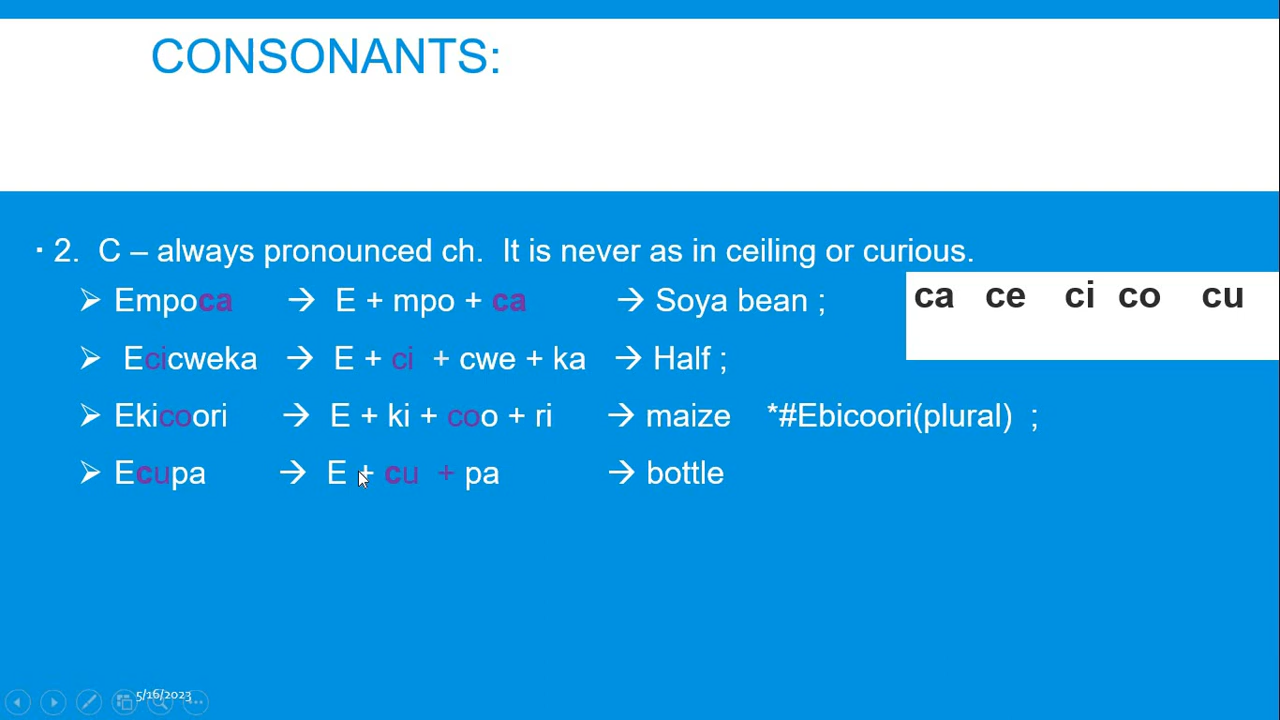 CONSONANTS:
▪ 2. C – always pronounced ch. It is never as in ceiling or curious.
ca ce ci co cu
➢ Empoca → E + mpo + ca → Soya bean ;
➢ Ecicweka → E + ci + cwe + ka → Half ;
➢ Ekicoori → E + ki + coo + ri → maize *#Ebicoori(plural) ;
➢ Ecupa → E + cu + pa → bottle
5/16/2023